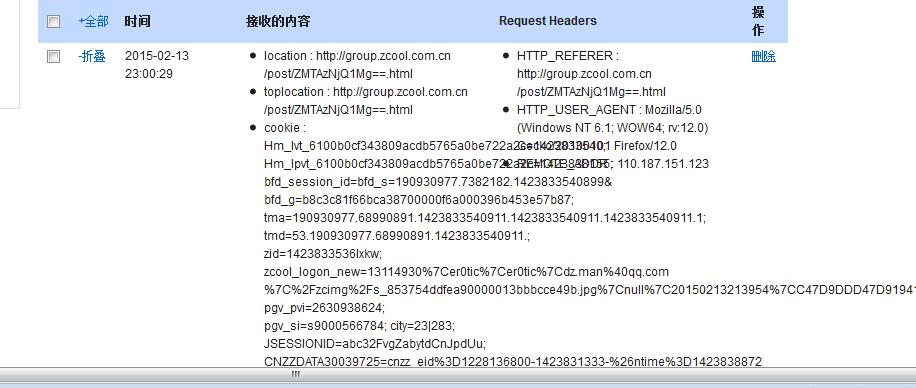 +全部 时间 接收的内容 Request Headers 操作
-折叠 2015-02-13 23:00:29
location : http://group.zcool.com.cn
/post/ZMTAzNjQ1Mg==.html
toplocation : http://group.zcool.com.cn
/post/ZMTAzNjQ1Mg==.html
cookie :
Hm_lvt_6100b0cf343809acdb5765a0be722a2c=1423833540;
Hm_lpvt_6100b0cf343809acdb5765a0be722a2c=1423838155;
bfd_session_id=bfd_s=190930977.7382182.1423833540899&
bfd_g=b8c3c81f66bca38700000f6a000396b453e57b87;
tma=190930977.68990891.1423833540911.1423833540911.1423833540911.1;
tmd=53.190930977.68990891.1423833540911.;
zid=1423833536lxkw;
zcool_logon_new=13114930%7Cer0tic%7Cer0tic%7Cdz.man%40qq.com
%7C%2Fzcimg%2Fs_853754ddfea90000013bbbcce49b.jpg%7Cnull%7C20150213213954%7CC47D9DDD47D9194
pgv_pvi=2630938624;
pgv_si=s9000566784; city=23|283;
JSESSIONID=abc32FvgZabytdCnJpdUu;
CNZZDATA30039725=cnzz_eid%3D1228136800-1423831333-%26ntime%3D1423838872
HTTP_REFERER :
http://group.zcool.com.cn
/post/ZMTAzNjQ1Mg==.html
HTTP_USER_AGENT : Mozilla/5.0
(Windows NT 6.1; WOW64; rv:12.0)
Gecko/20100101 Firefox/12.0
REMOTE_ADDR : 110.187.151.123
删除